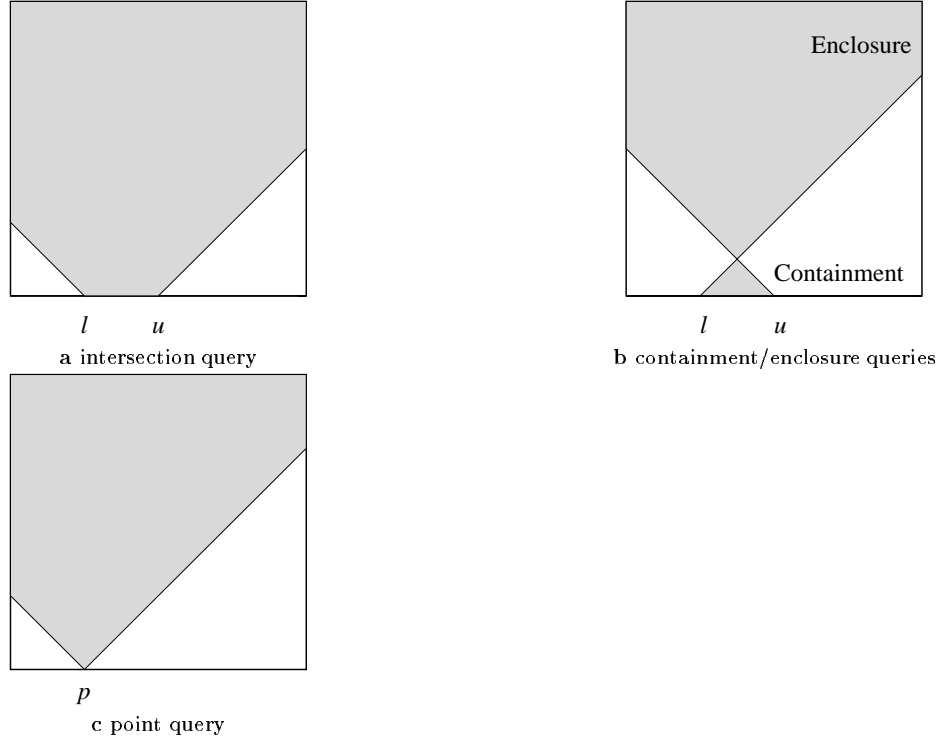 Enclosure
Containment
l u
l u
a intersection query
b containment/enclosure queries
p
c point query